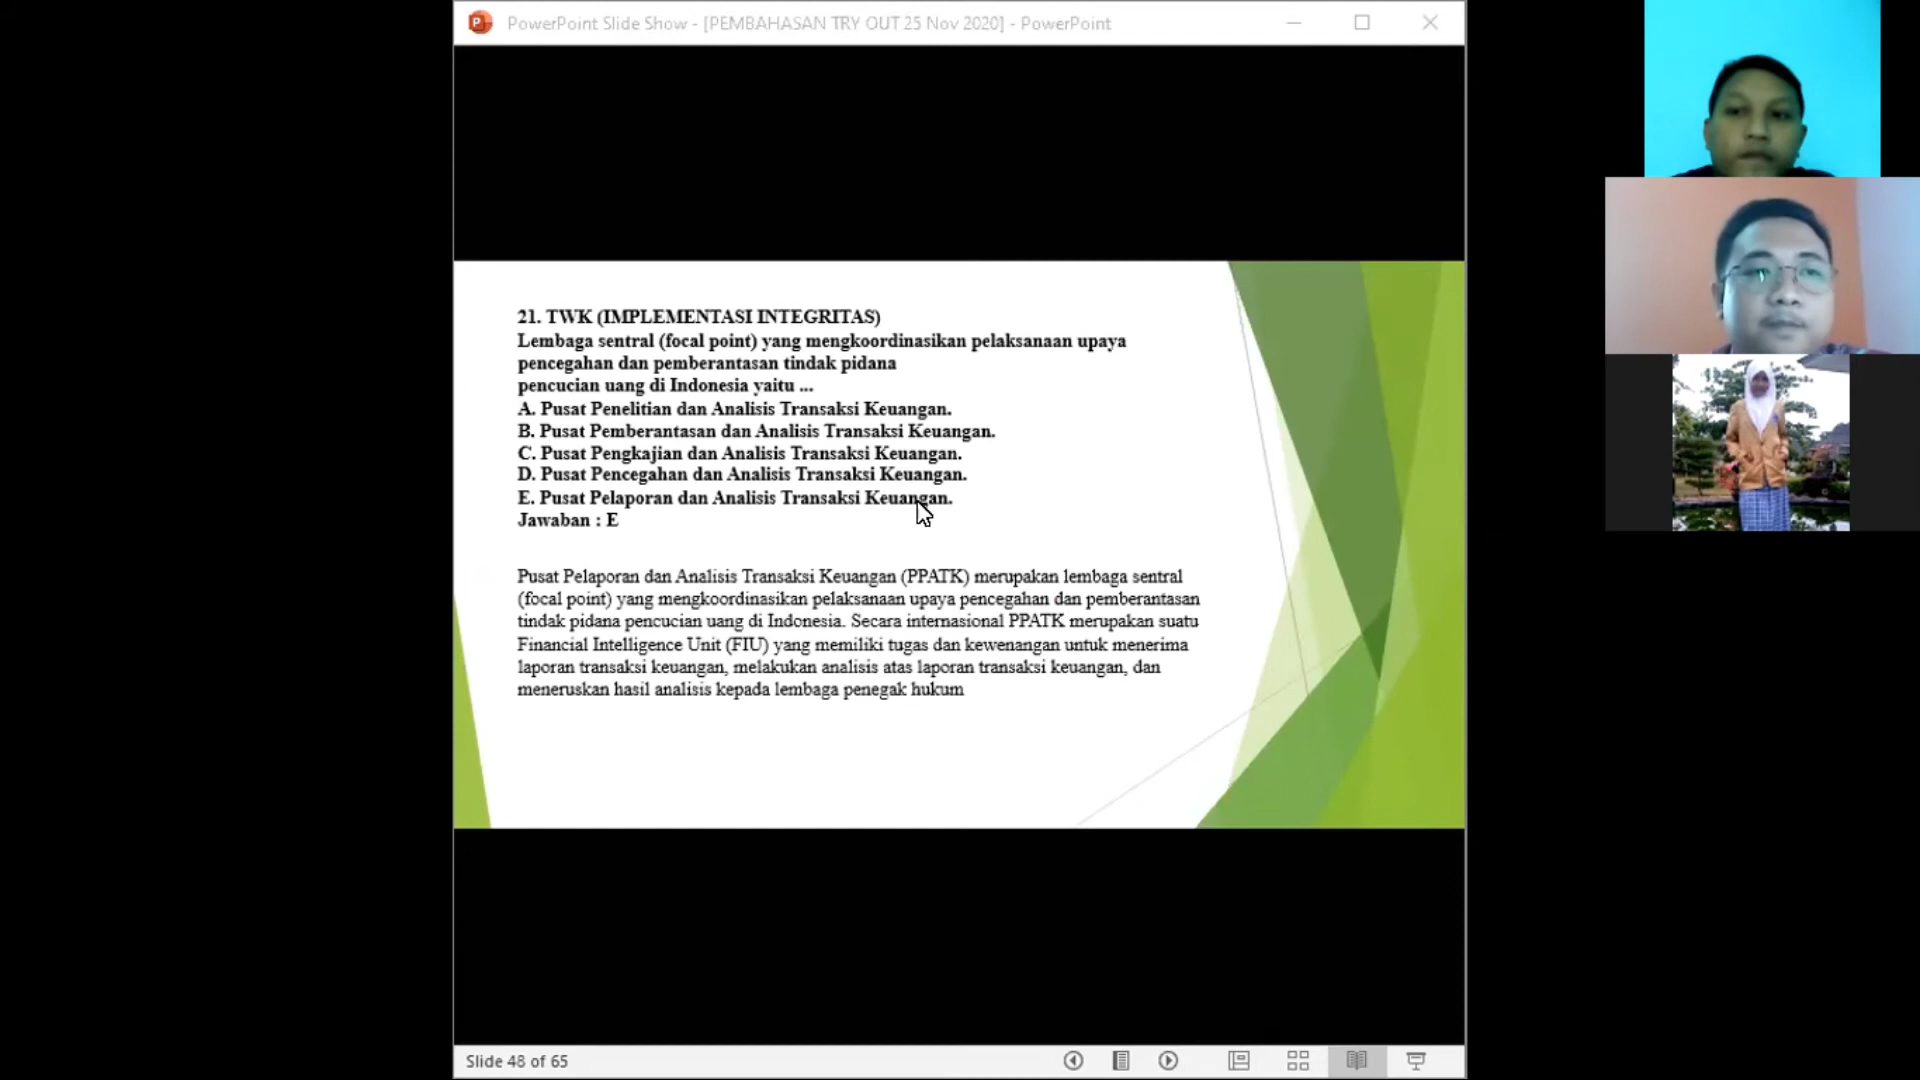 PowerPoint Slide Show - [PEMBAHASAN TRY OUT 25 Nov 2020] - PowerPoint
21. TWK (IMPLEMENTASI INTEGRITAS)
Lembaga sentral (focal point) yang mengkoordinasikan pelaksanaan upaya
pencegahan dan pemberantasan tindak pidana
pencucian uang di Indonesia yaitu ...
A. Pusat Penelitian dan Analisis Transaksi Keuangan.
B. Pusat Pemberantasan dan Analisis Transaksi Keuangan.
C. Pusat Pengkajian dan Analisis Transaksi Keuangan.
D. Pusat Pencegahan dan Analisis Transaksi Keuangan.
E. Pusat Pelaporan dan Analisis Transaksi Keuangan.
Jawaban : E
Pusat Pelaporan dan Analisis Transaksi Keuangan (PPATK) merupakan lembaga sentral
(focal point) yang mengkoordinasikan pelaksanaan upaya pencegahan dan pemberantasan
tindak pidana pencucian uang di Indonesia. Secara internasional PPATK merupakan suatu
Financial Intelligence Unit (FIU) yang memiliki tugas dan kewenangan untuk menerima
laporan transaksi keuangan, melakukan analisis atas laporan transaksi keuangan, dan
meneruskan hasil analisis kepada lembaga penegak hukum
Slide 48 of 65